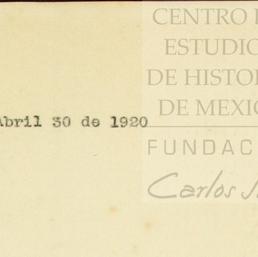 CENTRO
ESTUDIO
DE HISTOR
DE MEXIC
Abril 30 de 1920
FUNDAC
Carlos